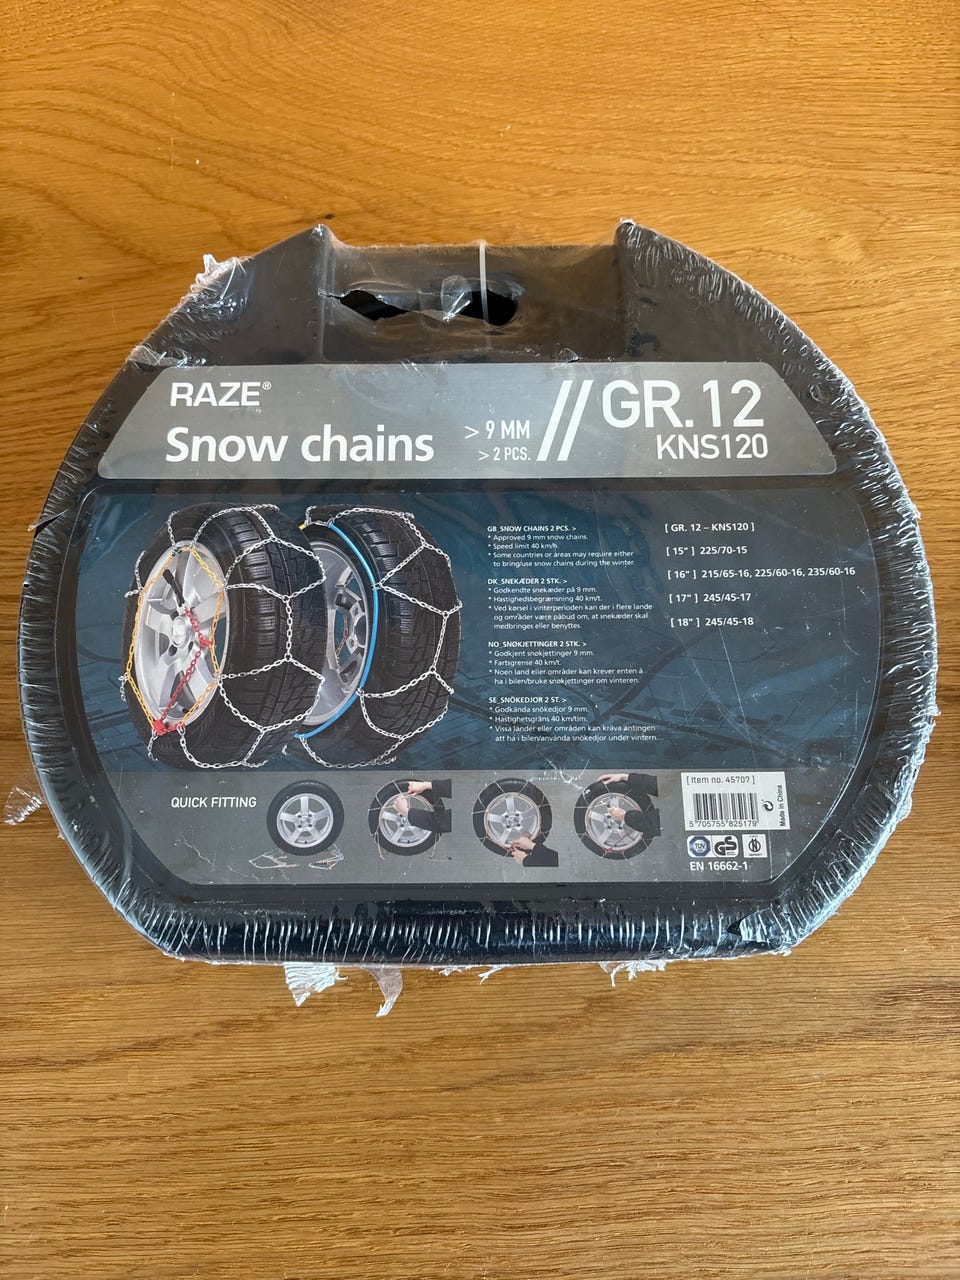 RAZE®
Snow chains
> 9 MM
> 2 PCS.
// GR.12
KNS120
GB_SNOW CHAINS 2 PCS. >
* Approved 9 mm snow chains.
* Speed limit 40 km/h.
* Some countries or areas may require either
to bring/use snow chains during the winter.
DK_SNEKÆDER 2 STK. >
* Godkendte snekæder på 9 mm.
* Hastighedsbegrænsning 40 km/t.
* Ved kørsel i vinterperioden kan der i flere lande
og områder være påbud om, at snekæder skal
medbringes eller benyttes.
NO_SNØKJETTINGER 2 STK. >
* Godkjent snøkjettinger 9 mm.
* Fartsgrense 40 km/t.
* Noen land eller områder kan krever enten å
ha i bilen/bruke snøkjettinger om vinteren.
SE_SNÖKEDJOR 2 ST. >
* Godkända snökedjor 9 mm.
* Hastighetsgräns 40 km/tim.
* Vissa länder eller områden kan kräva antingen
att ha i bilen/använda snökedjor under vintern.
[ GR. 12 – KNS120 ]
[ 15" ] 225/70-15
[ 16" ] 215/65-16, 225/60-16, 235/60-16
[ 17" ] 245/45-17
[ 18" ] 245/45-18
QUICK FITTING
[ Item no. 45707 ]
5 705755 825179
Made in China
TÜV
GS
EN 16662-1